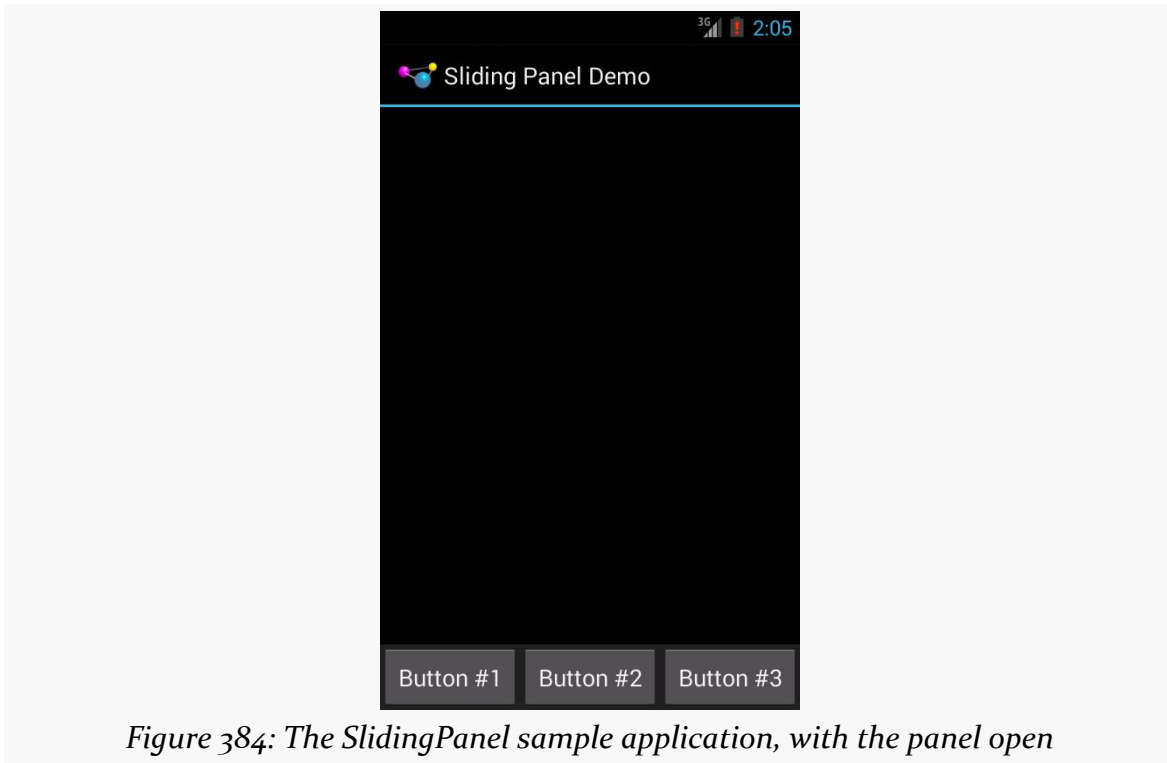 3G 2:05
Sliding Panel Demo
Button #1 Button #2 Button #3
Figure 384: The SlidingPanel sample application, with the panel open